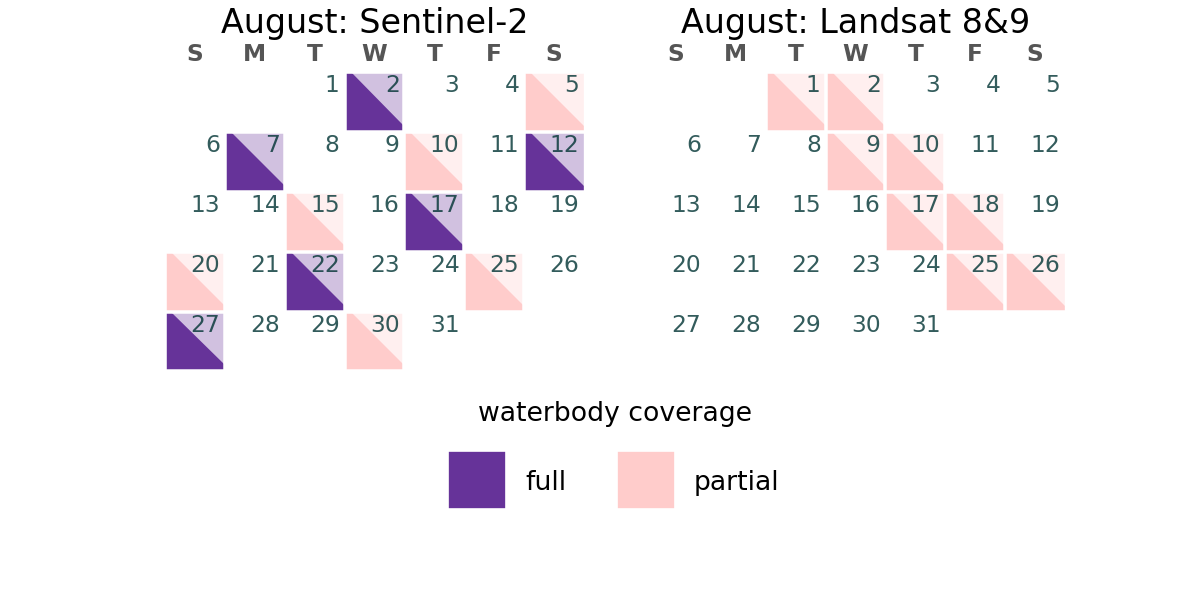 August: Sentinel-2
S M T W T F S
1 2 3 4 5
6 7 8 9 10 11 12
13 14 15 16 17 18 19
20 21 22 23 24 25 26
27 28 29 30 31
August: Landsat 8&9
S M T W T F S
1 2 3 4 5
6 7 8 9 10 11 12
13 14 15 16 17 18 19
20 21 22 23 24 25 26
27 28 29 30 31
waterbody coverage
full partial